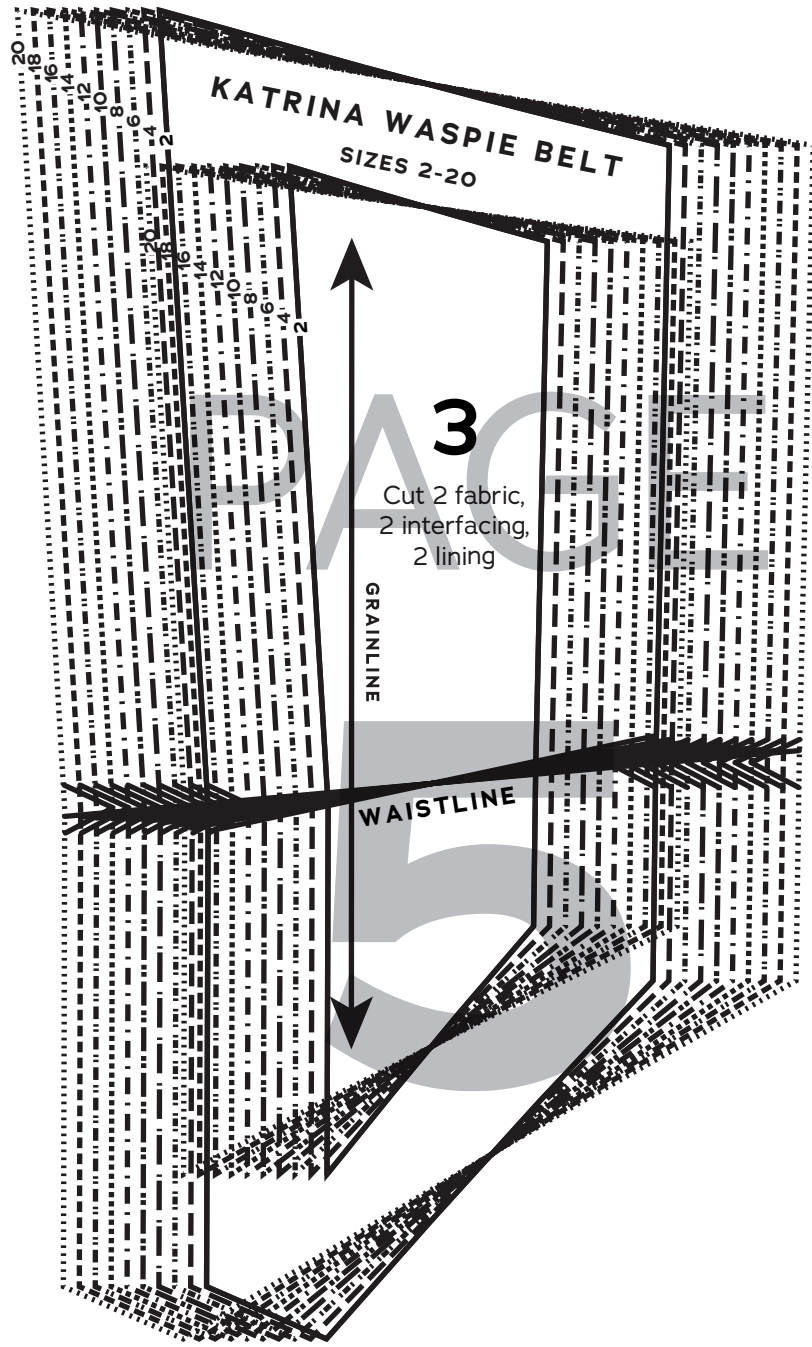 KATRINA WASPIE BELT
SIZES 2-20
20
18
16
14
12
10
8
6
4
2
20
18
16
14
12
10
8
6
4
2
PAGE
3
Cut 2 fabric,
2 interfacing,
2 lining
GRAINLINE
5
WAISTLINE